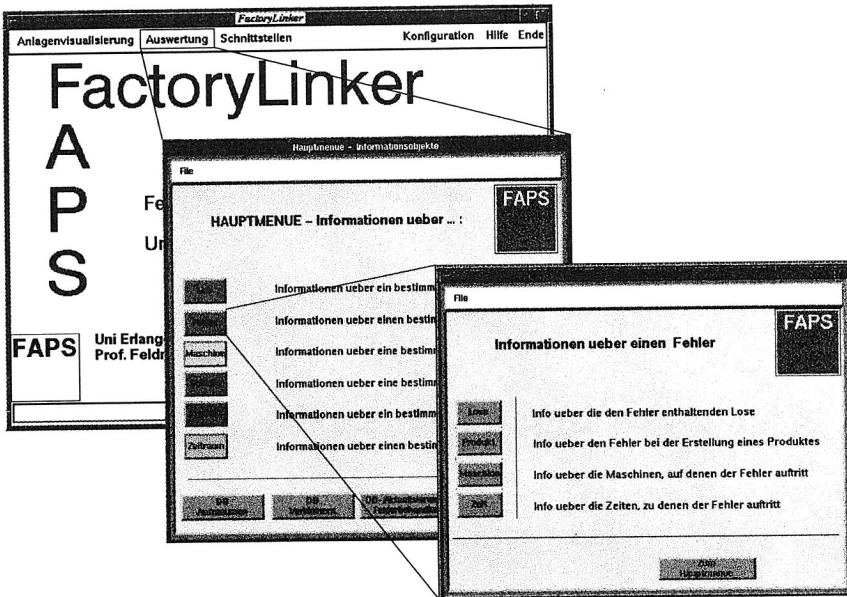 FactoryLinker
Anlagenvisualisierung Auswertung Schnittstellen Konfiguration Hilfe Ende
FactoryLinker
A
P
S
Fe
FAPS
Uni Erlang
Prof. Feldm
Hauptmenue - Informationsobjekte
File
FAPS
HAUPTMENUE – Informationen ueber ... :
Informationen ueber ein bestimm
Informationen ueber einen bestim
Maschine Informationen ueber eine bestimm
Informationen ueber eine bestimm
Informationen ueber ein bestimm
Zeitraum Informationen ueber einen bestim
DB
DB
File
FAPS
Informationen ueber einen Fehler
Lose Info ueber die den Fehler enthaltenden Lose
Produkt Info ueber den Fehler bei der Erstellung eines Produktes
Maschine Info ueber die Maschinen, auf denen der Fehler auftritt
Zeit Info ueber die Zeiten, zu denen der Fehler auftritt
Zum
Hauptmenue